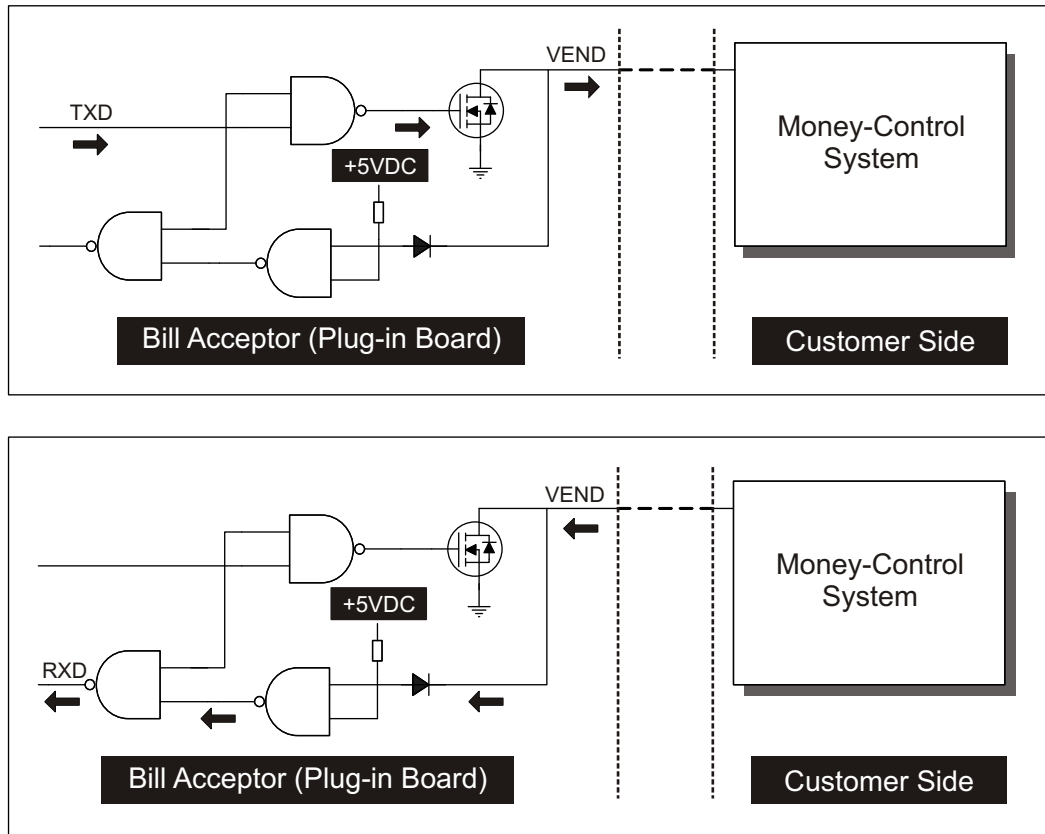 VEND
TXD
Money-Control
System
+5VDC
Bill Acceptor (Plug-in Board)
Customer Side
VEND
Money-Control
System
+5VDC
RXD
Bill Acceptor (Plug-in Board)
Customer Side